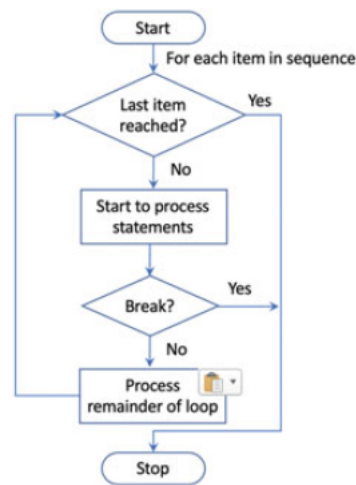 Start
For each item in sequence
Last item
reached?
Yes
No
Start to process
statements
Break?
Yes
No
Process
remainder of loop
Stop